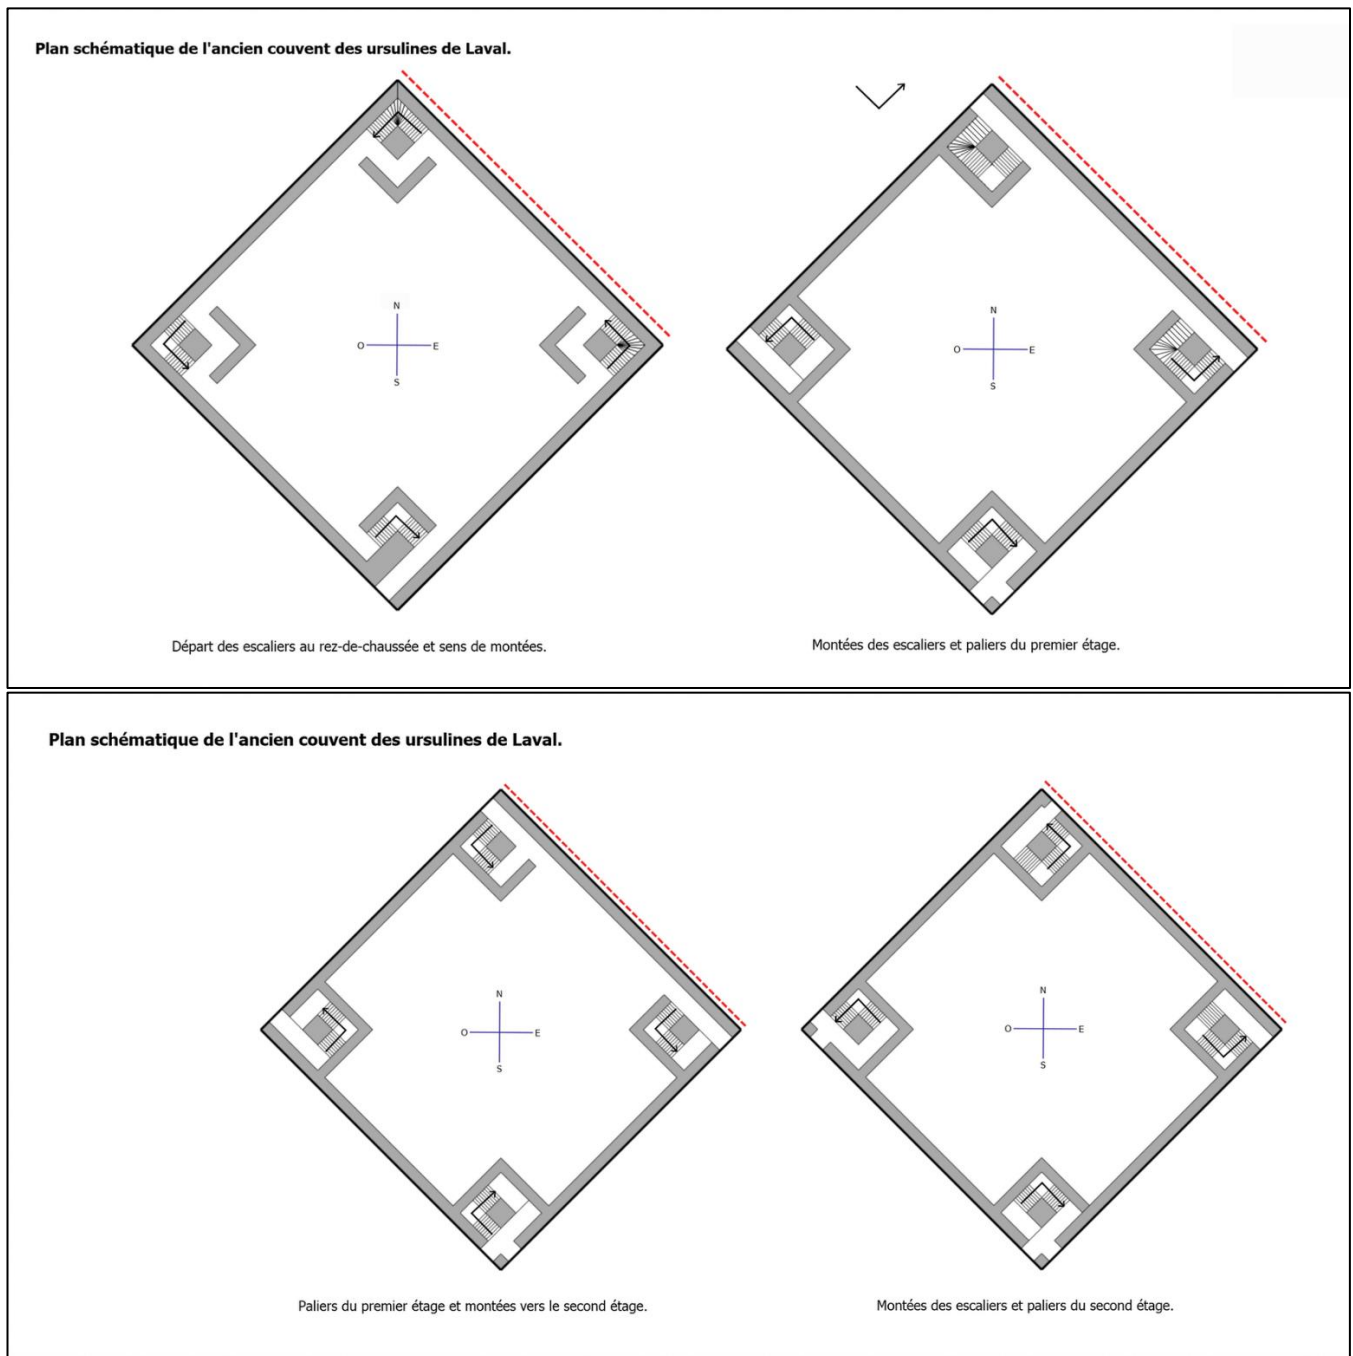 Plan schématique de l'ancien couvent des ursulines de Laval.
N
O E
S
N
O E
S
Départ des escaliers au rez-de-chaussée et sens de montées.
Montées des escaliers et paliers du premier étage.
Plan schématique de l'ancien couvent des ursulines de Laval.
N
O E
S
N
O E
S
Paliers du premier étage et montées vers le second étage.
Montées des escaliers et paliers du second étage.